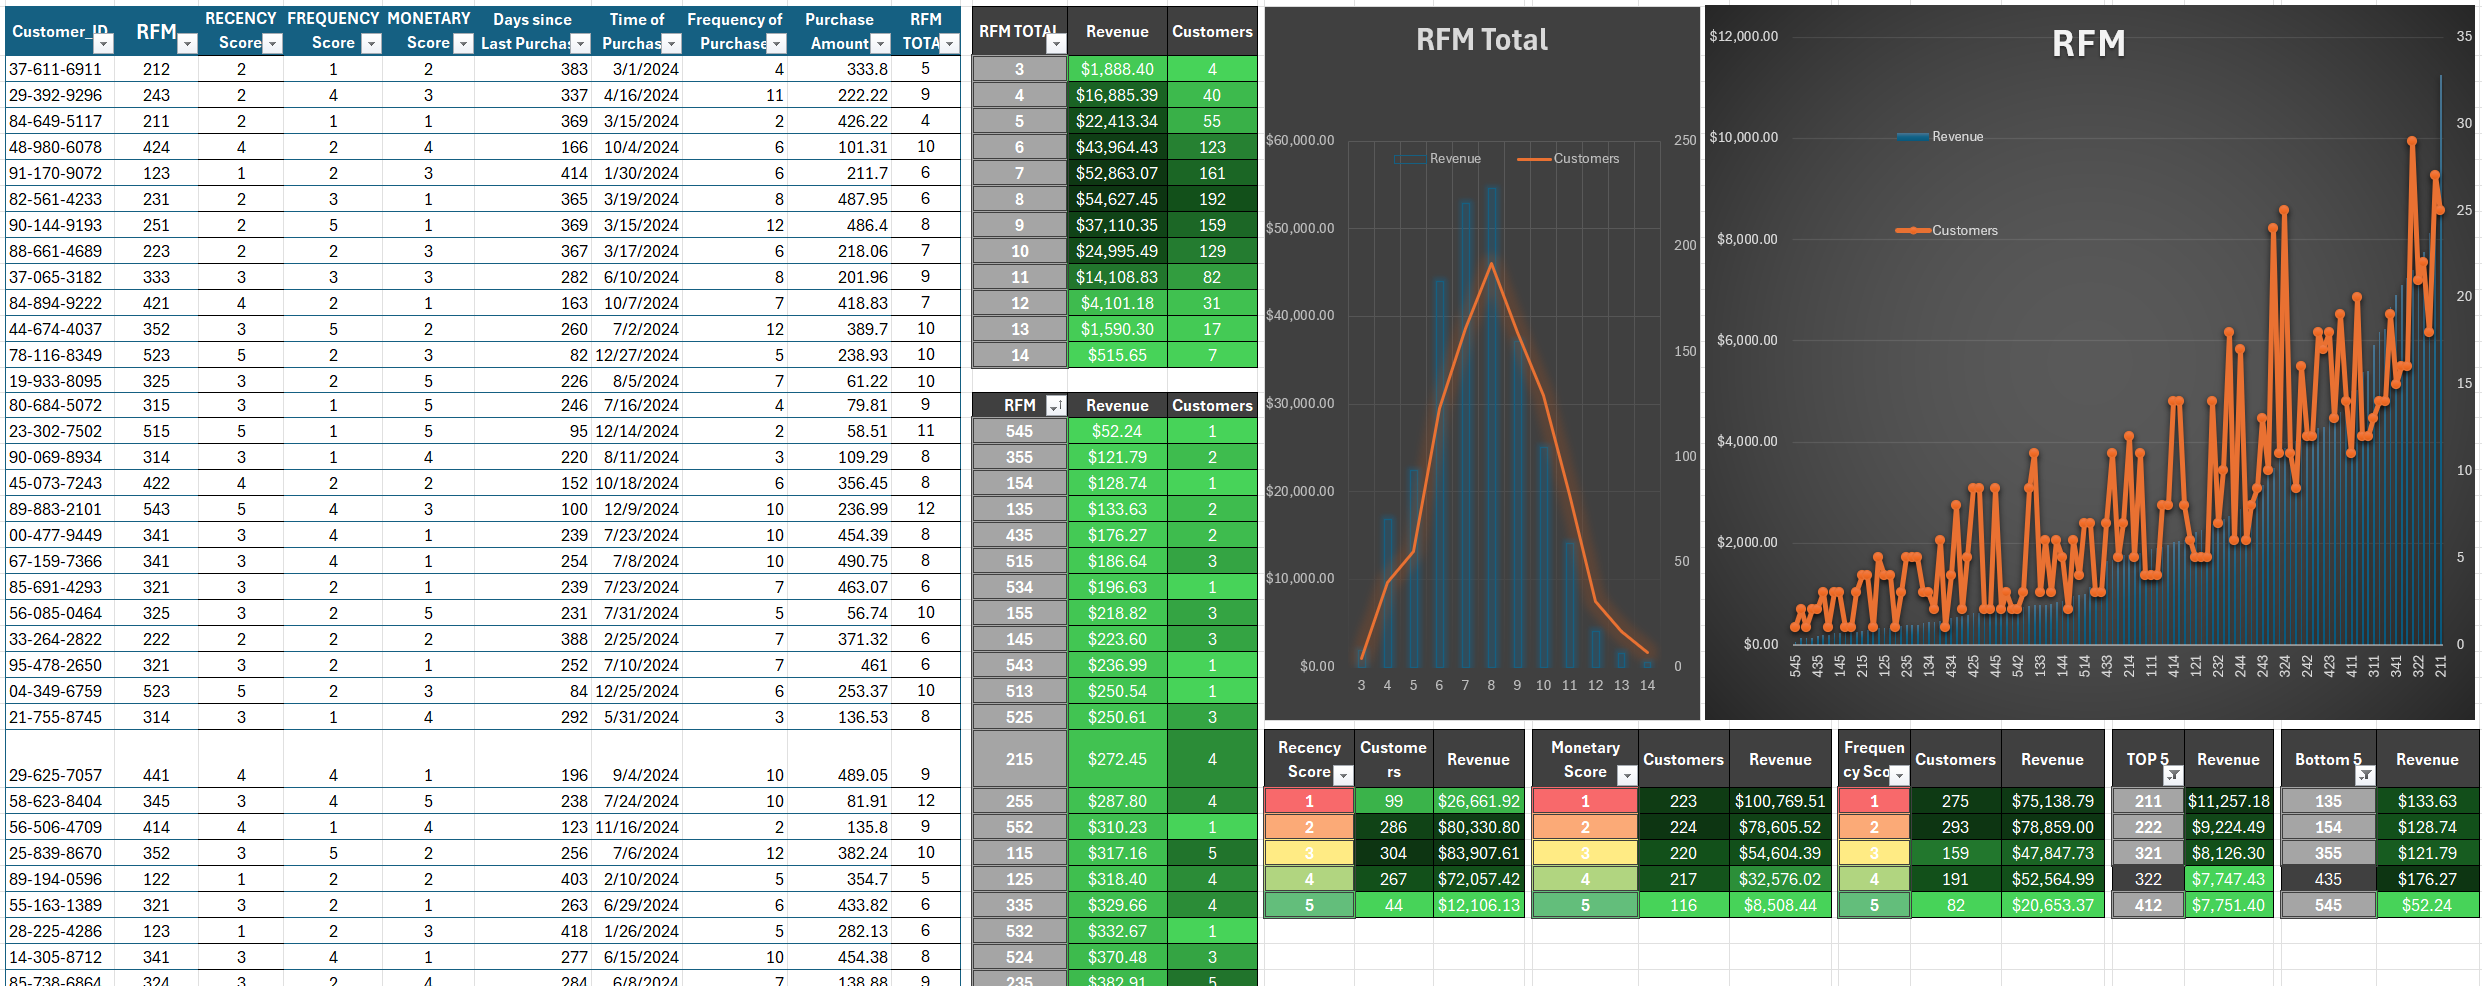 Customer_ID RFM RECENCY Score FREQUENCY Score MONETARY Score Days since Last Purchas Time of Purchas Frequency of Purchase Purchase Amount RFM TOTA
37-611-6911 212 2 1 2 383 3/1/2024 4 333.8 5
29-392-9296 243 2 4 3 337 4/16/2024 11 222.22 9
84-649-5117 211 2 1 1 369 3/15/2024 2 426.22 4
48-980-6078 424 4 2 4 166 10/4/2024 6 101.31 10
91-170-9072 123 1 2 3 414 1/30/2024 6 211.7 6
82-561-4233 231 2 3 1 365 3/19/2024 8 487.95 6
90-144-9193 251 2 5 1 369 3/15/2024 12 486.4 8
88-661-4689 223 2 2 3 367 3/17/2024 6 218.06 7
37-065-3182 333 3 3 3 282 6/10/2024 8 201.96 9
84-894-9222 421 4 2 1 163 10/7/2024 7 418.83 7
44-674-4037 352 3 5 2 260 7/2/2024 12 389.7 10
78-116-8349 523 5 2 3 82 12/27/2024 5 238.93 10
19-933-8095 325 3 2 5 226 8/5/2024 7 61.22 10
80-684-5072 315 3 1 5 246 7/16/2024 4 79.81 9
23-302-7502 515 5 1 5 95 12/14/2024 2 58.51 11
90-069-8934 314 3 1 4 220 8/11/2024 3 109.29 8
45-073-7243 422 4 2 2 152 10/18/2024 6 356.45 8
89-883-2101 543 5 4 3 100 12/9/2024 10 236.99 12
00-477-9449 341 3 4 1 239 7/23/2024 10 454.39 8
67-159-7366 341 3 4 1 254 7/8/2024 10 490.75 8
85-691-4293 321 3 2 1 239 7/23/2024 7 463.07 6
56-085-0464 325 3 2 5 231 7/31/2024 5 56.74 10
33-264-2822 222 2 2 2 388 2/25/2024 7 371.32 6
95-478-2650 321 3 2 1 252 7/10/2024 7 461 6
04-349-6759 523 5 2 3 84 12/25/2024 6 253.37 10
21-755-8745 314 3 1 4 292 5/31/2024 3 136.53 8
29-625-7057 441 4 4 1 196 9/4/2024 10 489.05 9
58-623-8404 345 3 4 5 238 7/24/2024 10 81.91 12
56-506-4709 414 4 1 4 123 11/16/2024 2 135.8 9
25-839-8670 352 3 5 2 256 7/6/2024 12 382.24 10
89-194-0596 122 1 2 2 403 2/10/2024 5 354.7 5
55-163-1389 321 3 2 1 263 6/29/2024 6 433.82 6
28-225-4286 123 1 2 3 418 1/26/2024 5 282.13 6
14-305-8712 341 3 4 1 277 6/15/2024 10 454.38 8
85-738-6864 324 3 2 4 284 6/8/2024 7 138.88 9
RFM TOTAL Revenue Customers
3 $1,888.40 4
4 $16,885.39 40
5 $22,413.34 55
6 $43,964.43 123
7 $52,863.07 161
8 $54,627.45 192
9 $37,110.35 159
10 $24,995.49 129
11 $14,108.83 82
12 $4,101.18 31
13 $1,590.30 17
14 $515.65 7
RFM Revenue Customers
545 $52.24 1
355 $121.79 2
154 $128.74 1
135 $133.63 2
435 $176.27 2
515 $186.64 3
534 $196.63 1
155 $218.82 3
145 $223.60 3
543 $236.99 1
513 $250.54 1
525 $250.61 3
215 $272.45 4
255 $287.80 4
552 $310.23 1
115 $317.16 5
125 $318.40 4
335 $329.66 4
532 $332.67 1
524 $370.48 3
235 $382.91 5
RFM Total
Revenue Customers
$60,000.00 250
$50,000.00 200
$40,000.00
$30,000.00 150
$20,000.00 100
$10,000.00 50
$0.00 0
3 4 5 6 7 8 9 10 11 12 13 14
RFM
Revenue
Customers
$12,000.00 35
$10,000.00 30
$8,000.00 25
$6,000.00 20
$4,000.00 15
$2,000.00 10
$0.00 5
0
545 435 145 215 125 235 134 434 425 445 542 133 144 514 433 214 111 121 232 244 243 324 242 423 411 311 341 322 211
Recency Score Custome rs Revenue
1 99 $26,661.92
2 286 $80,330.80
3 304 $83,907.61
4 267 $72,057.42
5 44 $12,106.13
Monetary Score Customers Revenue
1 223 $100,769.51
2 224 $78,605.52
3 220 $54,604.39
4 217 $32,576.02
5 116 $8,508.44
Frequen cy Sco Customers Revenue
1 275 $75,138.79
2 293 $78,859.00
3 159 $47,847.73
4 191 $52,564.99
5 82 $20,653.37
TOP 5 Revenue
211 $11,257.18
222 $9,224.49
321 $8,126.30
322 $7,747.43
412 $7,751.40
Bottom 5 Revenue
135 $133.63
154 $128.74
355 $121.79
435 $176.27
545 $52.24